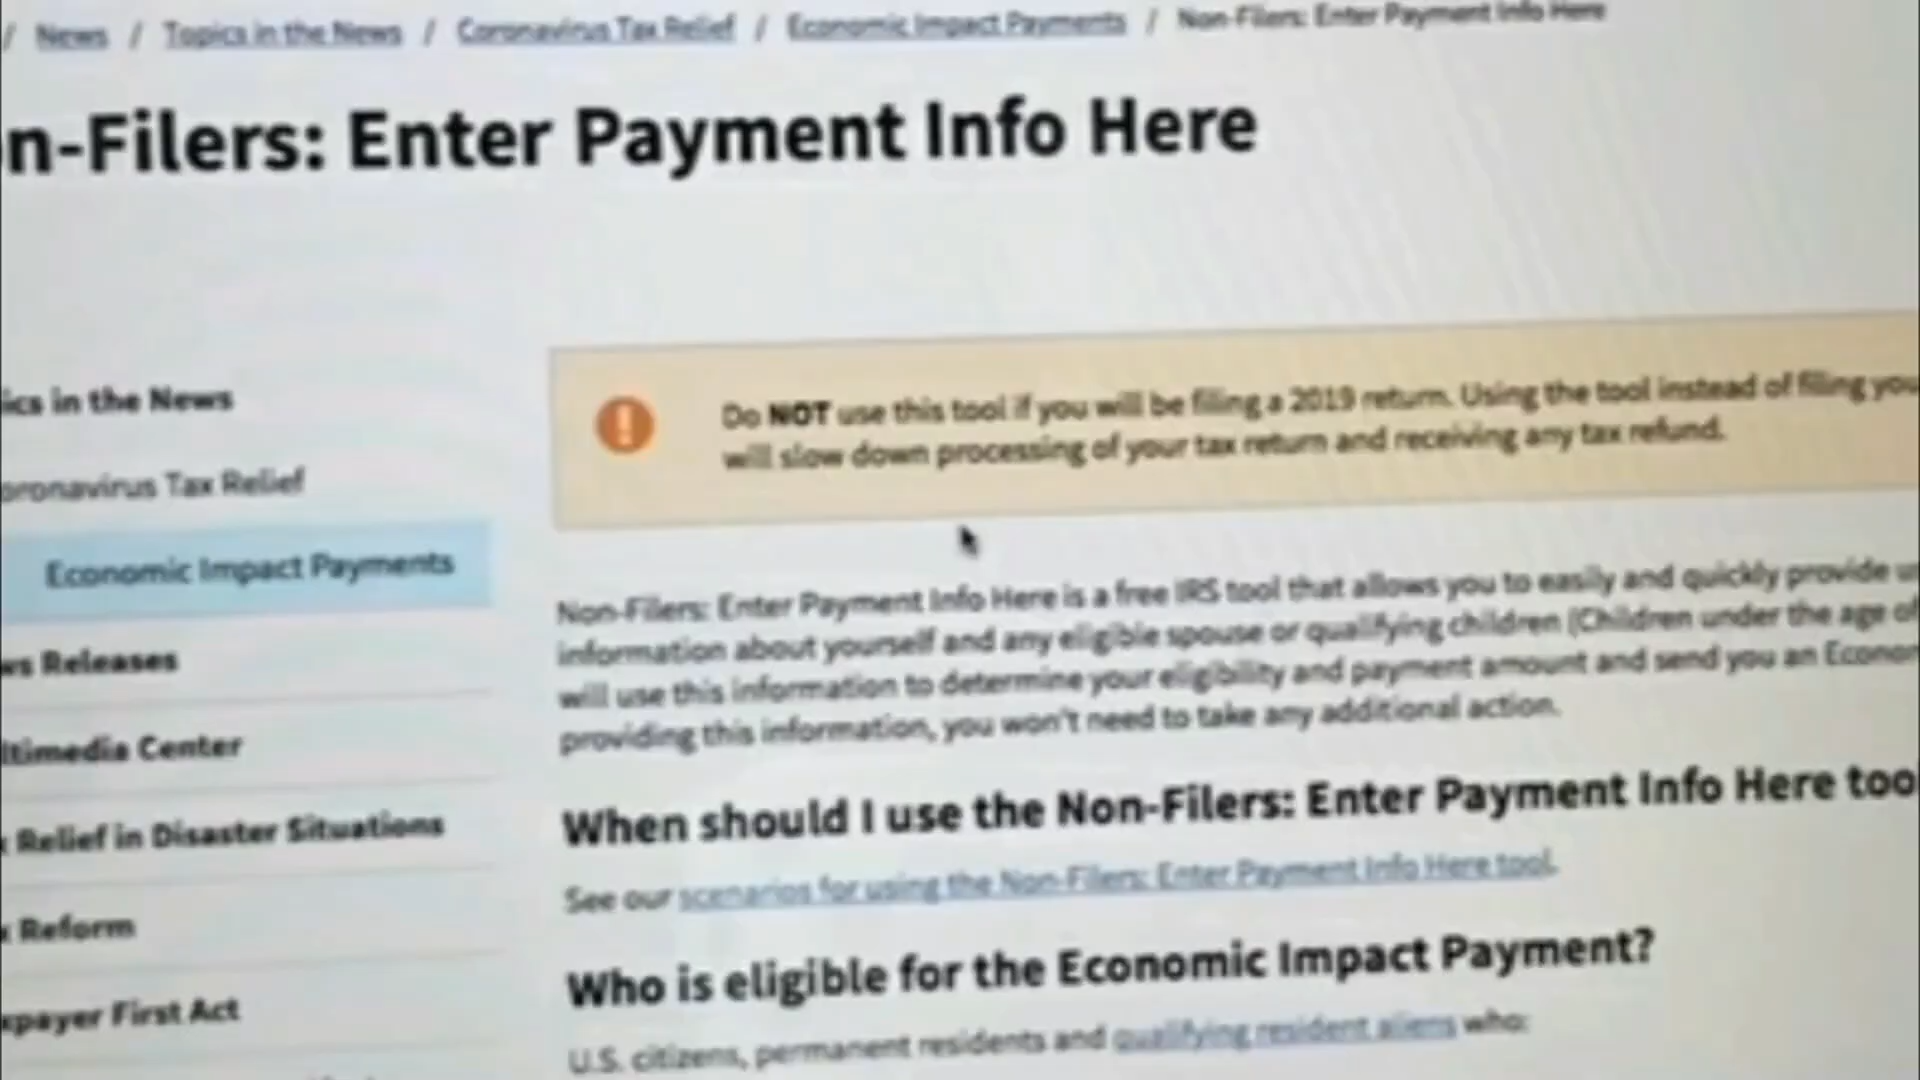 / News / Topics in the News / Coronavirus Tax Relief / Economic Impact Payments / Non-Filers: Enter Payment Info Here
n-Filers: Enter Payment Info Here
ics in the News
oronavirus Tax Relief
Economic Impact Payments
ws Releases
ltimedia Center
x Relief in Disaster Situations
x Reform
xpayer First Act
Do NOT use this tool if you will be filing a 2019 return. Using the tool instead of filing you
will slow down processing of your tax return and receiving any tax refund.
Non-Filers: Enter Payment Info Here is a free IRS tool that allows you to easily and quickly provide u
information about yourself and any eligible spouse or qualifying children (Children under the age of
will use this information to determine your eligibility and payment amount and send you an Econo
providing this information, you won't need to take any additional action.
When should I use the Non-Filers: Enter Payment Info Here too
See our scenarios for using the Non-Filers: Enter Payment Info Here tool.
Who is eligible for the Economic Impact Payment?
U.S. citizens, permanent residents and qualifying resident aliens who: